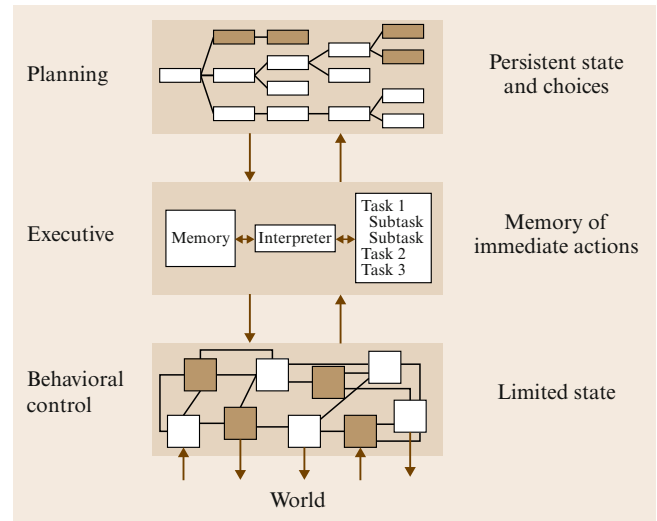 Planning
Persistent state
and choices
Executive
Memory
Interpreter
Task 1
Subtask
Subtask
Task 2
Task 3
Memory of
immediate actions
Behavioral
control
Limited state
World